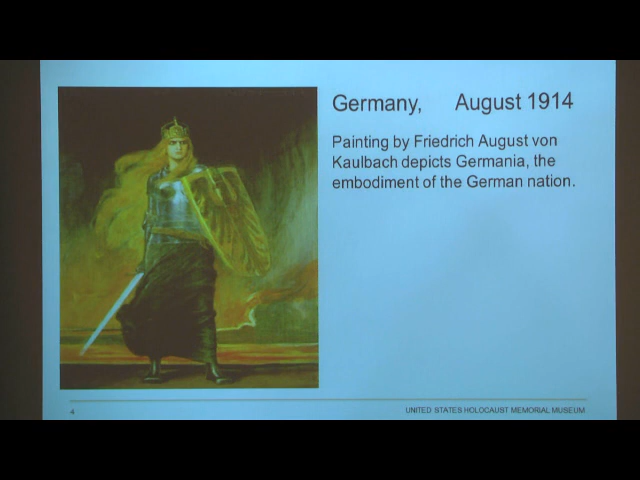 Germany, August 1914
Painting by Friedrich August von
Kaulbach depicts Germania, the
embodiment of the German nation.
4
UNITED STATES HOLOCAUST MEMORIAL MUSEUM